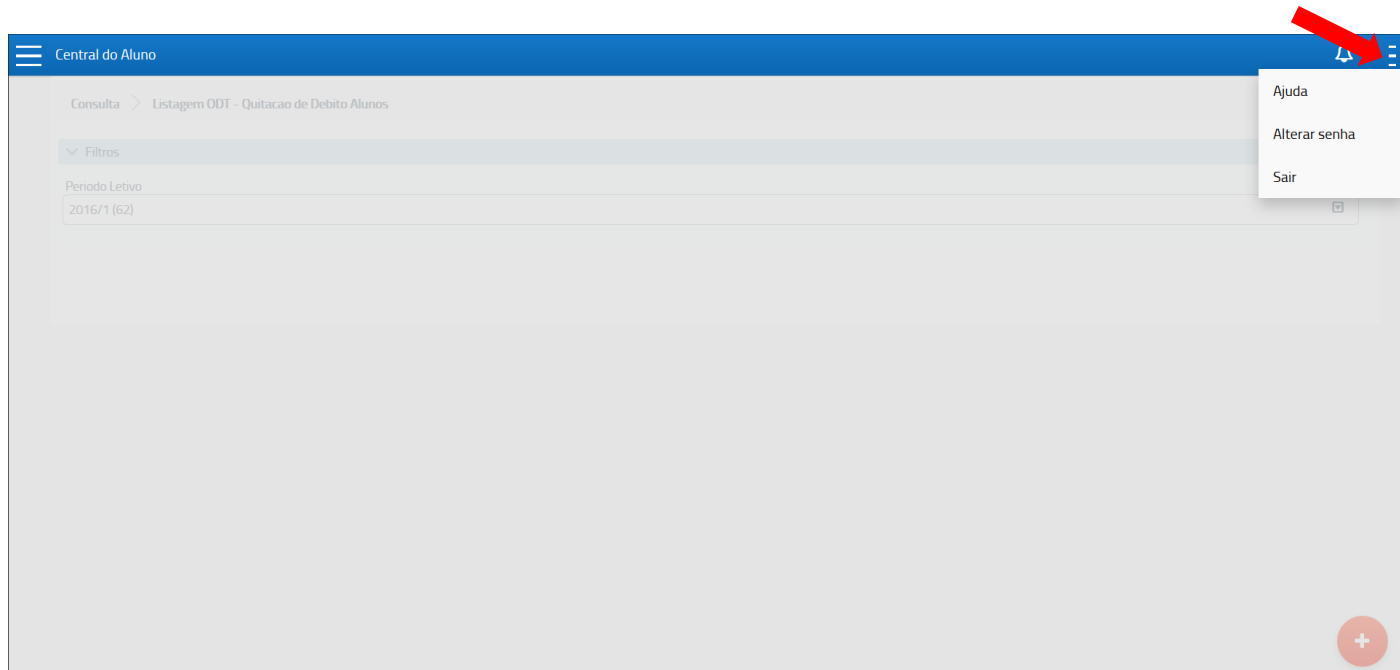 Central do Aluno
Consulta Listagem ODT - Quitacao de Debito Alunos
Filtros
Periodo Letivo
2016/1 (62)
Ajuda
Alterar senha
Sair